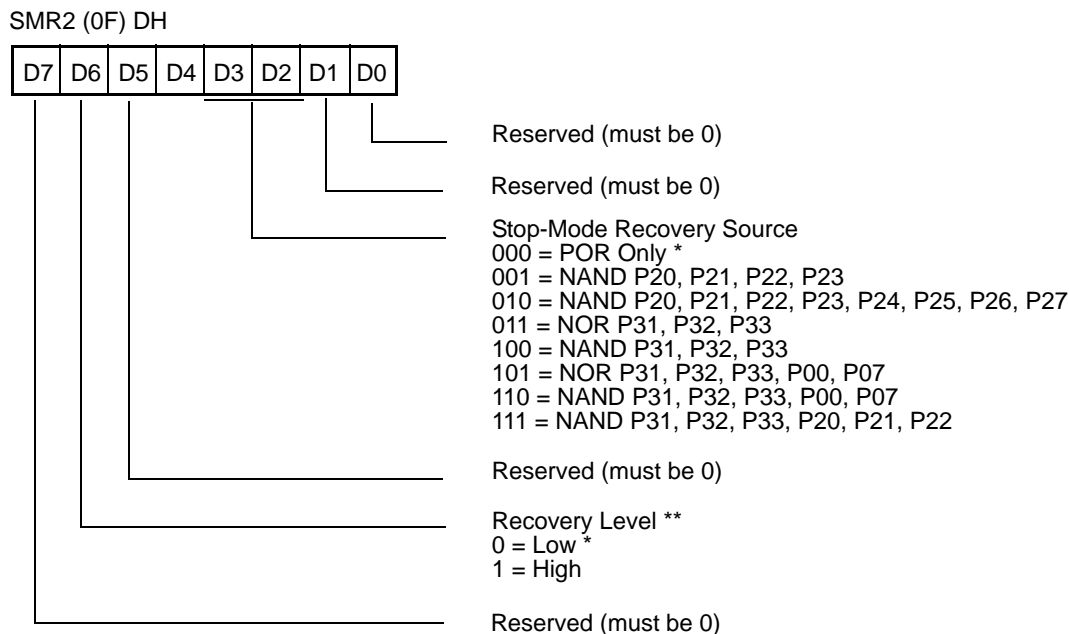 SMR2 (0F) DH
D7 D6 D5 D4 D3 D2 D1 D0
Reserved (must be 0)
Reserved (must be 0)
Stop-Mode Recovery Source
000 = POR Only *
001 = NAND P20, P21, P22, P23
010 = NAND P20, P21, P22, P23, P24, P25, P26, P27
011 = NOR P31, P32, P33
100 = NAND P31, P32, P33
101 = NOR P31, P32, P33, P00, P07
110 = NAND P31, P32, P33, P00, P07
111 = NAND P31, P32, P33, P20, P21, P22
Reserved (must be 0)
Recovery Level **
0 = Low *
1 = High
Reserved (must be 0)